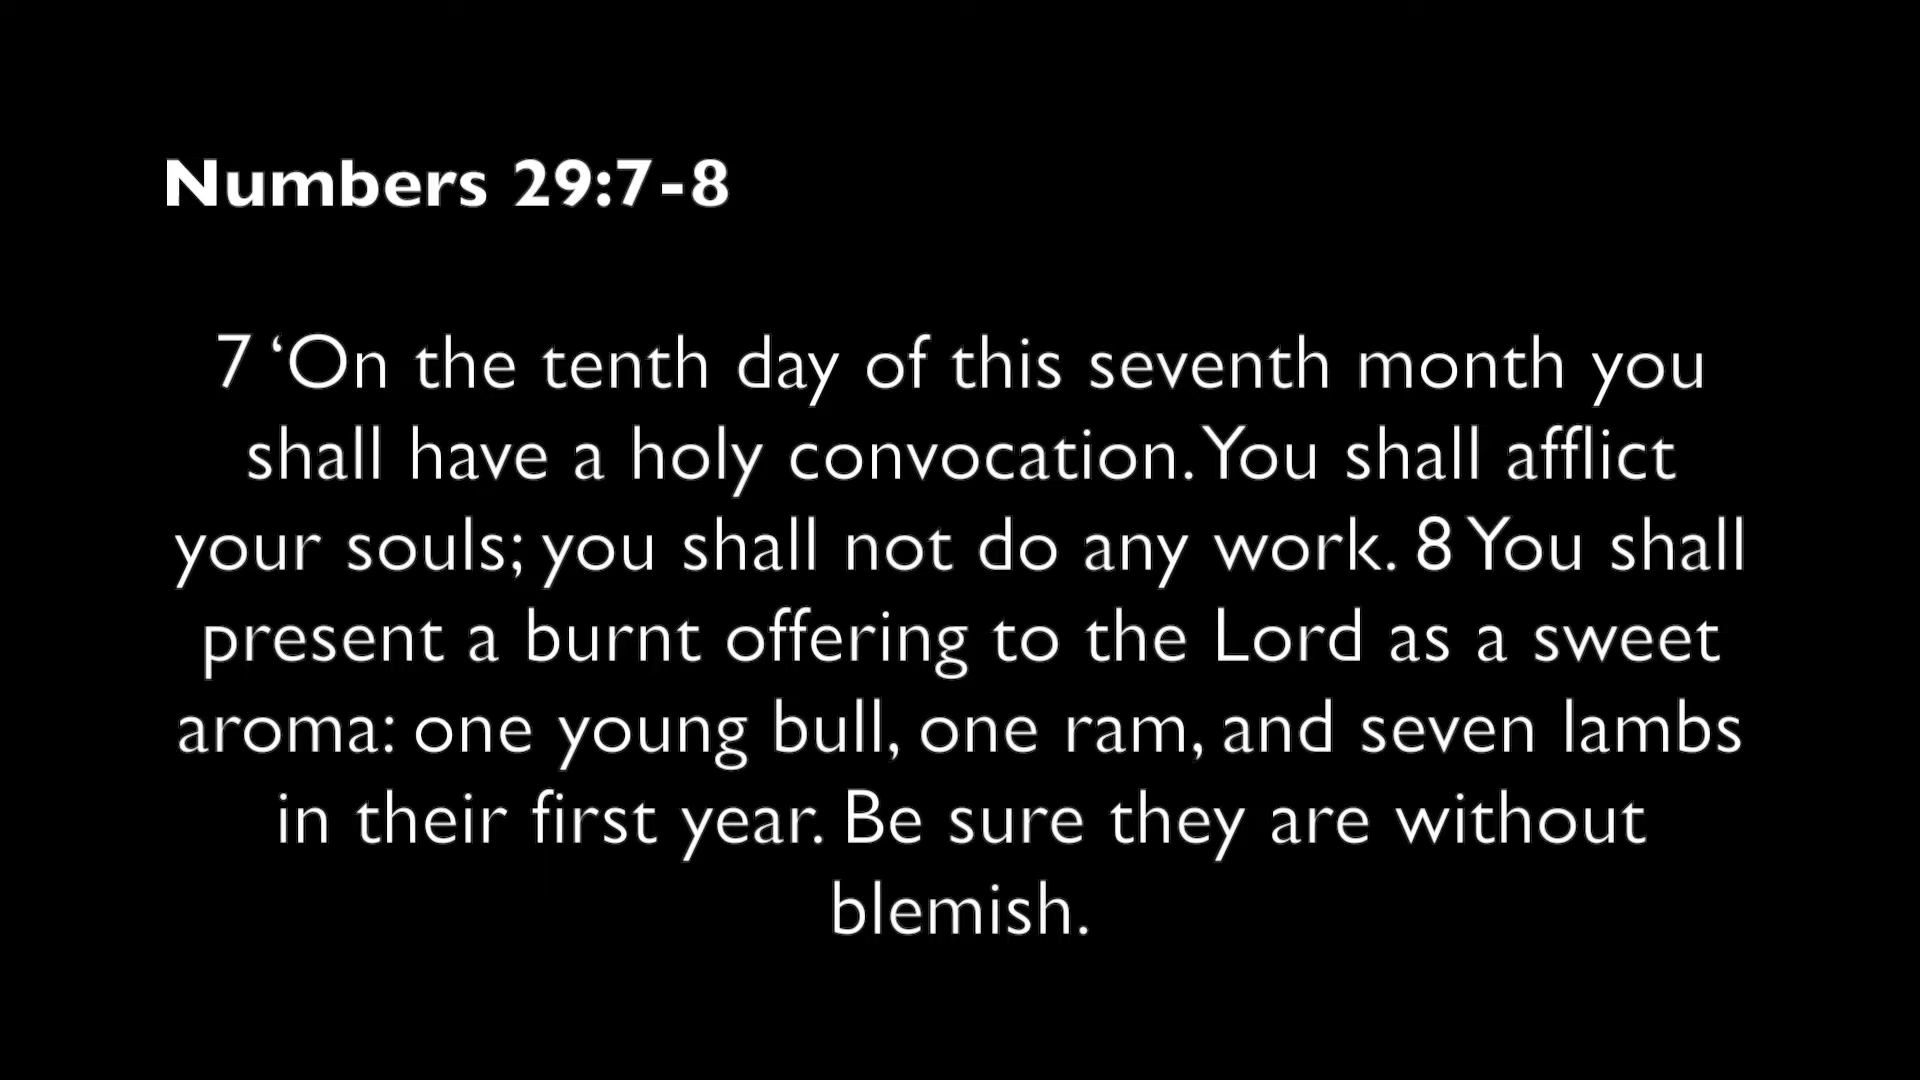 Numbers 29:7-8
7 ‘On the tenth day of this seventh month you
shall have a holy convocation. You shall afflict
your souls; you shall not do any work. 8 You shall
present a burnt offering to the Lord as a sweet
aroma: one young bull, one ram, and seven lambs
in their first year. Be sure they are without
blemish.